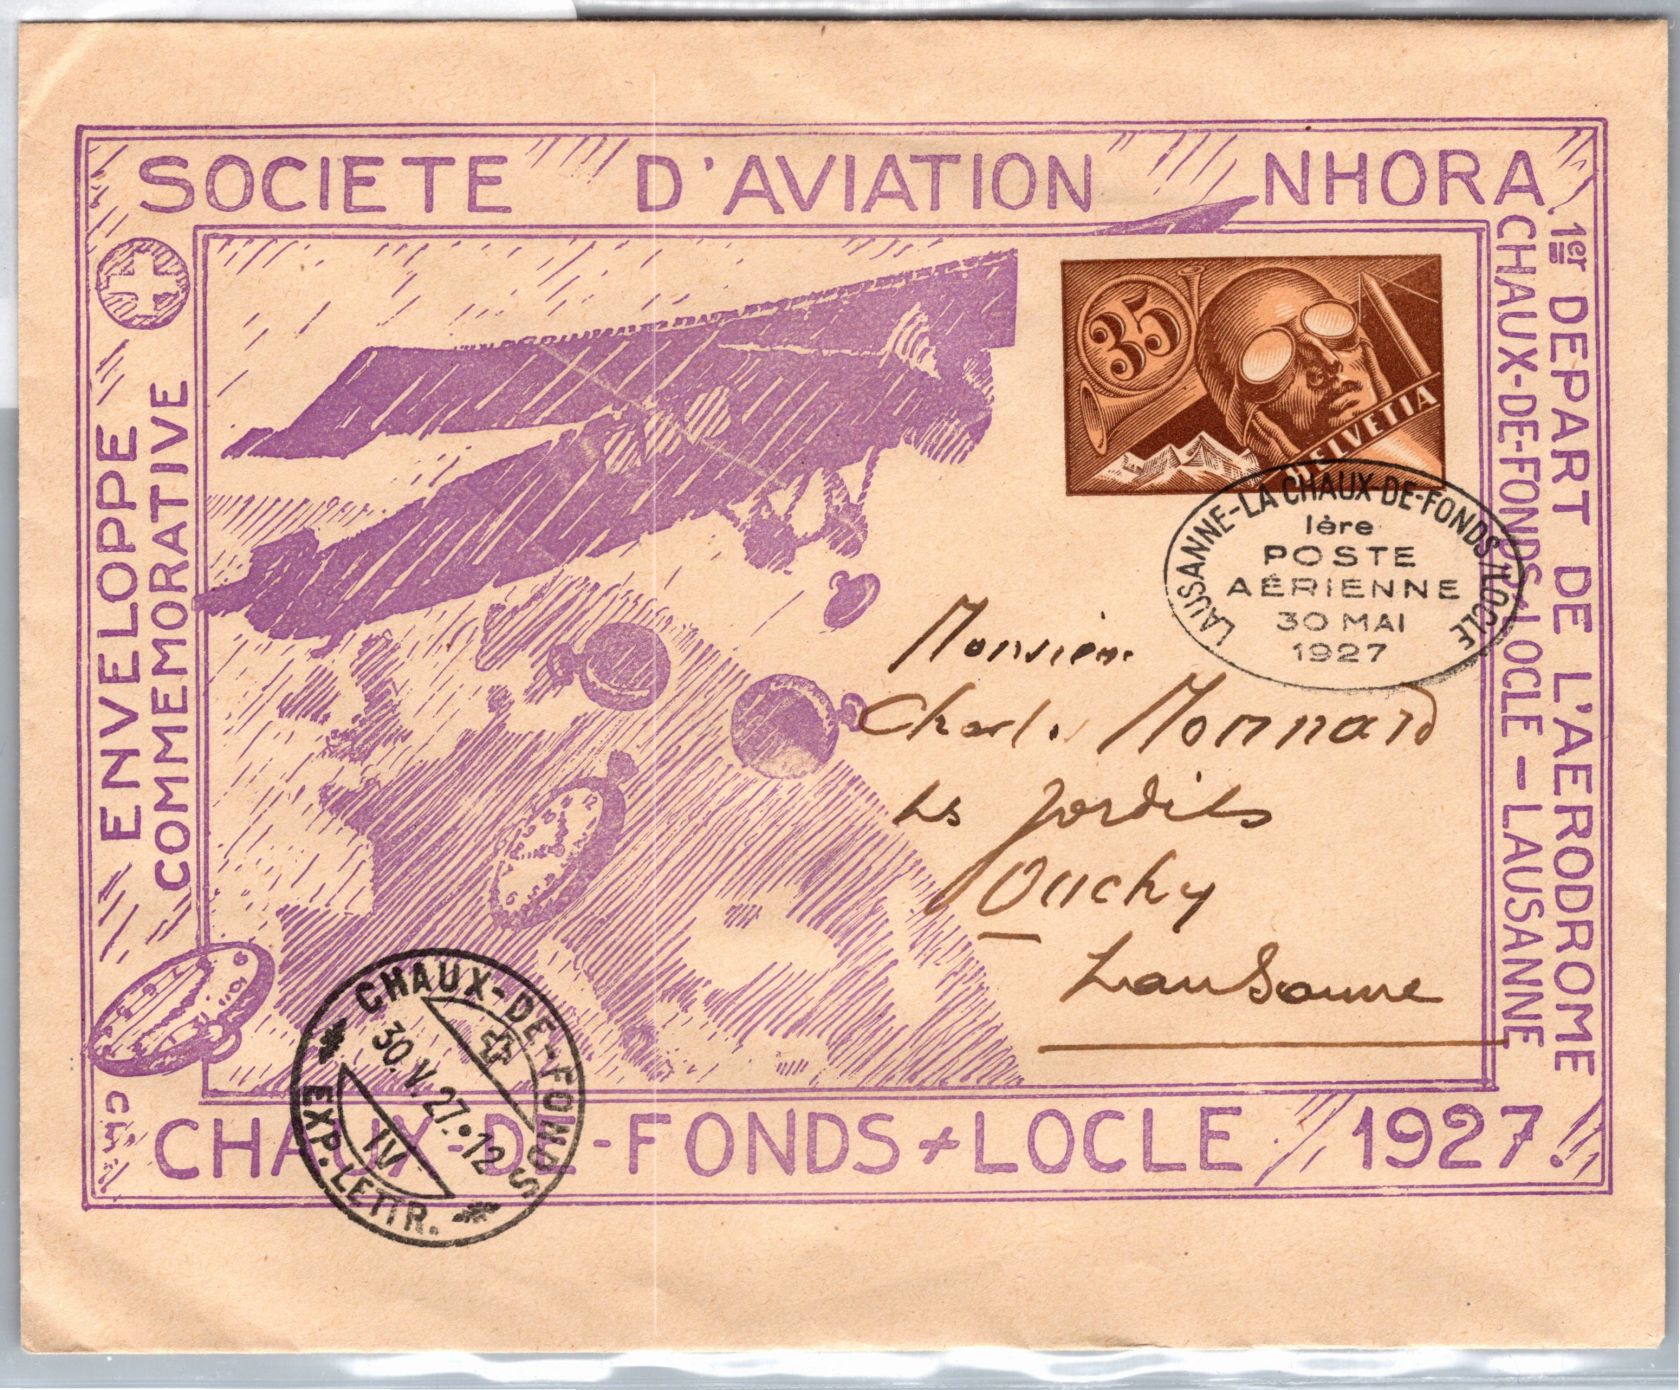 SOCIETE D'AVIATION NHORA
ENVELOPPE
COMMEMORATIVE
1er DEPART DE L'AERODROME
CHAUX-DE-FONDS / LOCLE - LAUSANNE
35
HELVETIA
LAUSANNE-LA CHAUX-DE-FONDS/LOCLE
1ère
POSTE
AÉRIENNE
30 MAI
1927
Monsieur
Charles Monnard
Les Jordils
Ouchy
Lausanne
CHAUX-DE-FONDS
30.V.27.-12
IV
EXP. LETTR.
CHAUX-DE-FONDS + LOCLE / 1927.